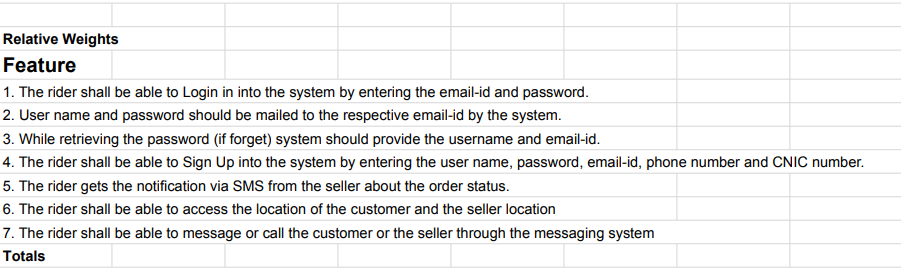 Relative Weights
Feature
1. The rider shall be able to Login in into the system by entering the email-id and password.
2. User name and password should be mailed to the respective email-id by the system.
3. While retrieving the password (if forget) system should provide the username and email-id.
4. The rider shall be able to Sign Up into the system by entering the user name, password, email-id, phone number and CNIC number.
5. The rider gets the notification via SMS from the seller about the order status.
6. The rider shall be able to access the location of the customer and the seller location
7. The rider shall be able to message or call the customer or the seller through the messaging system
Totals